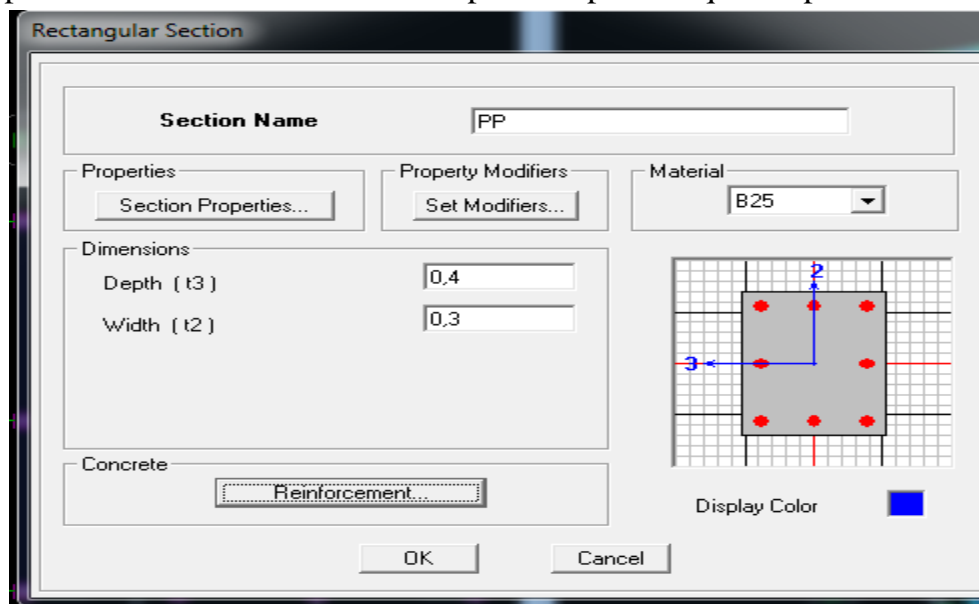 Rectangular Section
Section Name PP
Properties
Section Properties...
Property Modifiers
Set Modifiers...
Material
B25
Dimensions
Depth ( t3 ) 0,4
Width ( t2 ) 0,3
2
3
Concrete
Reinforcement...
Display Color
OK Cancel